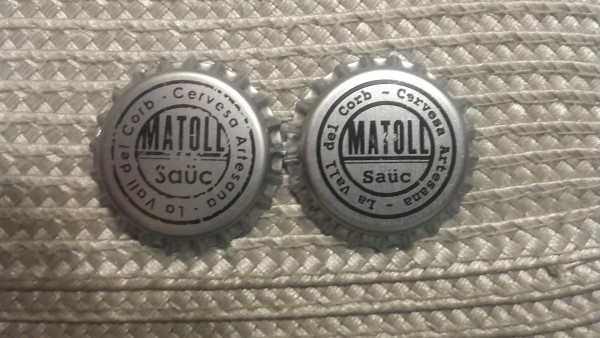 Cervesa Artesana - La Vall del Corb -
MATOLL
Saüc
Cervesa Artesana - La Vall del Corb -
MATOLL
Saüc